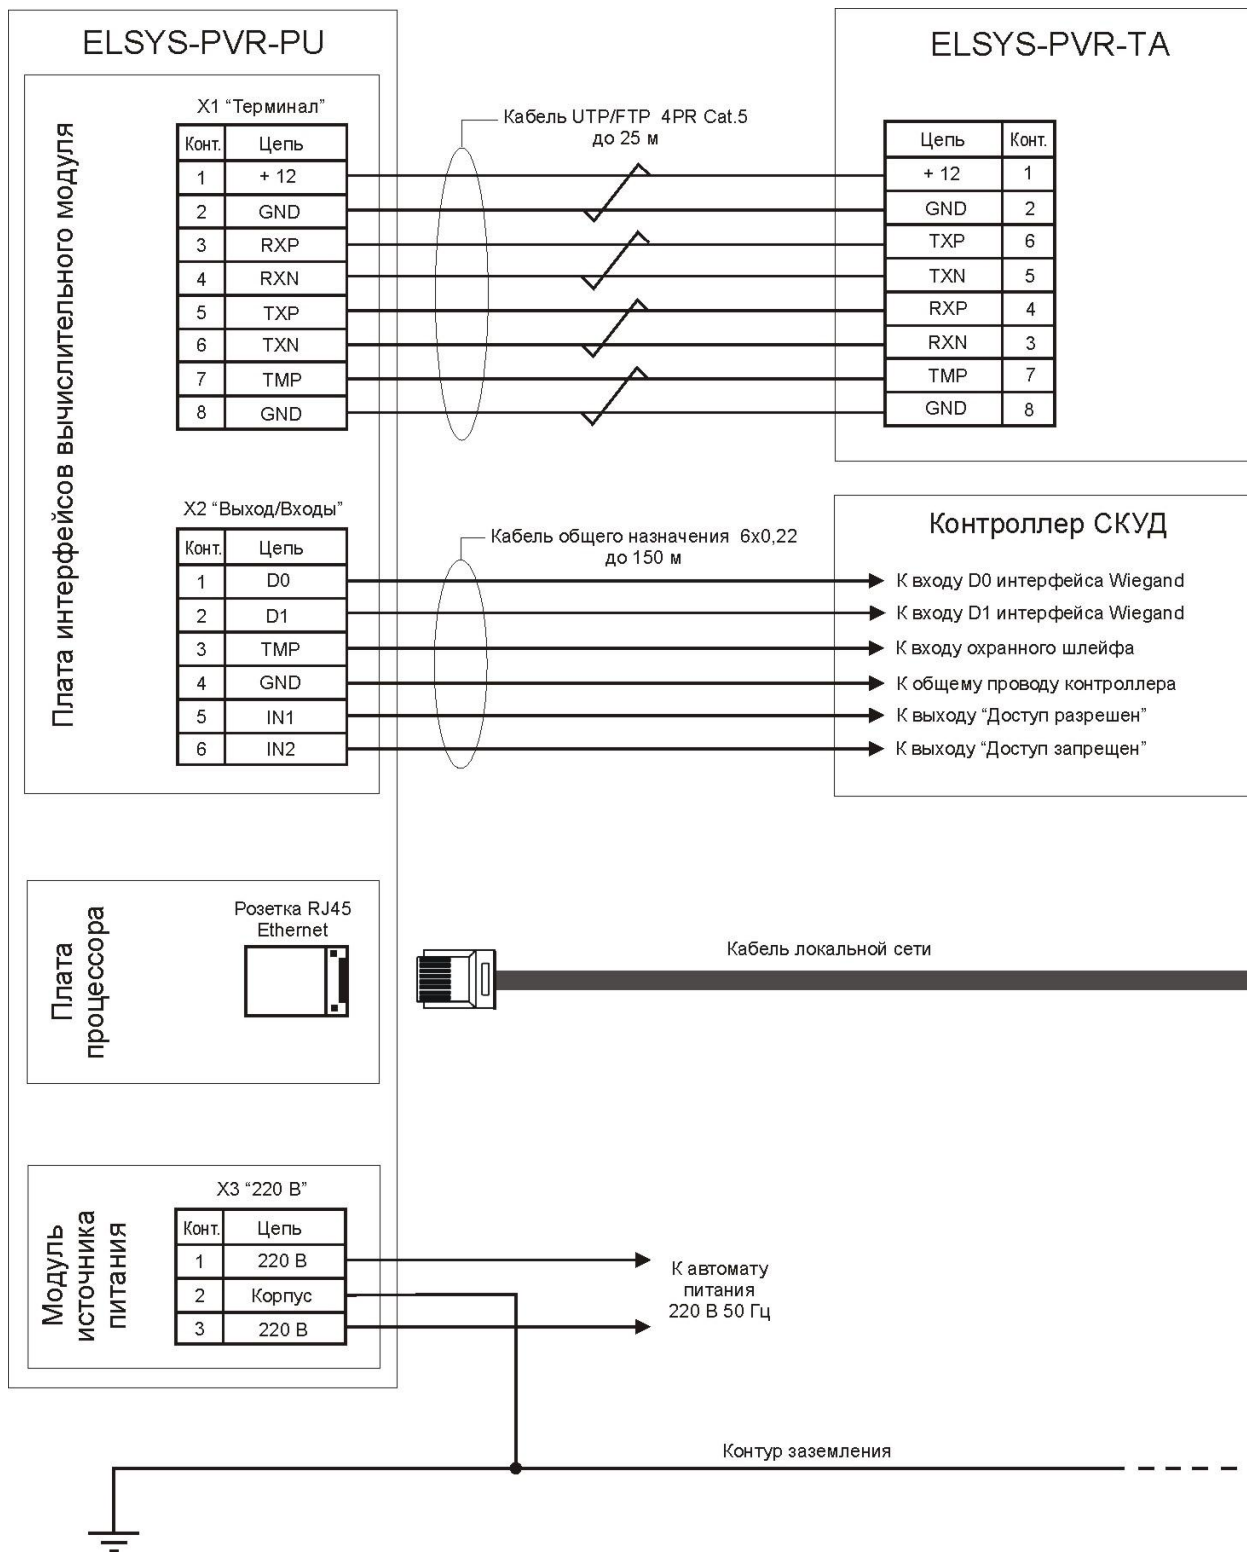 ELSYS-PVR-PU
Плата интерфейсов вычислительного модуля
X1 “Терминал”
Конт. Цепь
1 + 12
2 GND
3 RXP
4 RXN
5 TXP
6 TXN
7 TMP
8 GND
Кабель UTP/FTP 4PR Cat.5
до 25 м
ELSYS-PVR-TA
Цепь Конт.
+ 12 1
GND 2
TXP 6
TXN 5
RXP 4
RXN 3
TMP 7
GND 8
X2 “Выход/Входы”
Конт. Цепь
1 D0
2 D1
3 TMP
4 GND
5 IN1
6 IN2
Кабель общего назначения 6x0,22
до 150 м
Контроллер СКУД
К входу D0 интерфейса Wiegand
К входу D1 интерфейса Wiegand
К входу охранного шлейфа
К общему проводу контроллера
К выходу “Доступ разрешен”
К выходу “Доступ запрещен”
Плата
процессора
Розетка RJ45
Ethernet
Кабель локальной сети
Модуль
источника
питания
X3 “220 В”
Конт. Цепь
1 220 В
2 Корпус
3 220 В
К автомату
питания
220 В 50 Гц
Контур заземления